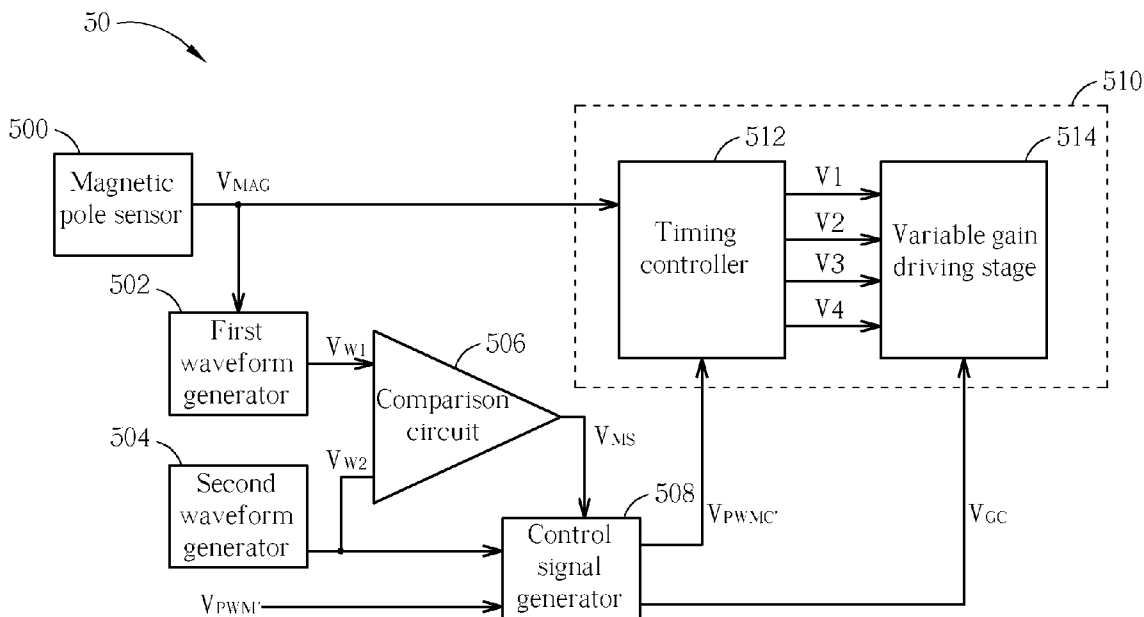 50
510
500
512
514
Magnetic
pole sensor
VMAG
V1
V2
V3
V4
Timing
controller
Variable gain
driving stage
502
First
waveform
generator
VW1
506
Comparison
circuit
VMS
504
VW2
Second
waveform
generator
508
Control
signal
generator
VPWMC'
VGC
VPWM'